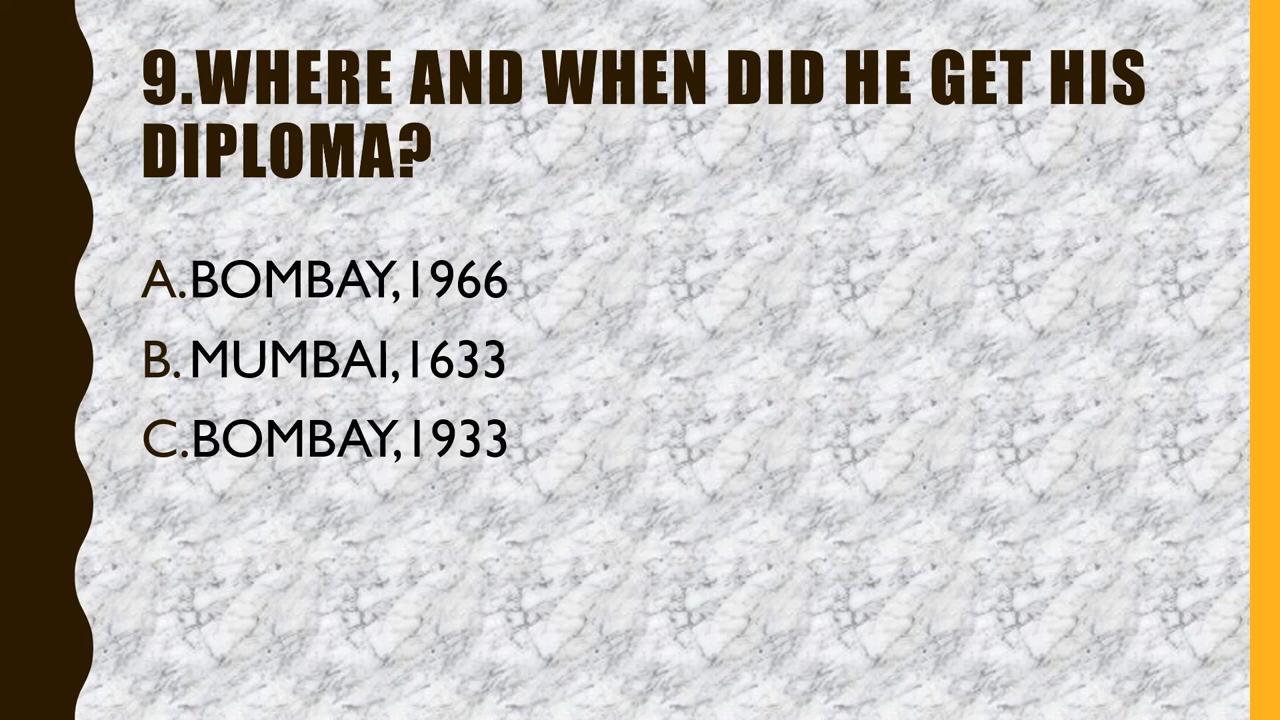 9.WHERE AND WHEN DID HE GET HIS
DIPLOMA?
A.BOMBAY,1966
B. MUMBAI,1633
C.BOMBAY,1933